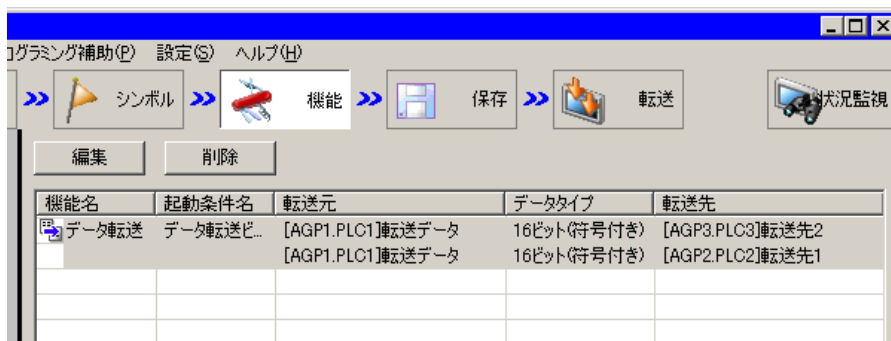 ログラミング補助(P) 設定(S) ヘルプ(H)
シンボル 機能 保存 転送 状況監視
編集 削除
機能名 起動条件名 転送元 データタイプ 転送先
データ転送 データ転送ビ... [AGP1.PLC1]転送データ 16ビット(符号付き) [AGP3.PLC3]転送先2
[AGP1.PLC1]転送データ 16ビット(符号付き) [AGP2.PLC2]転送先1